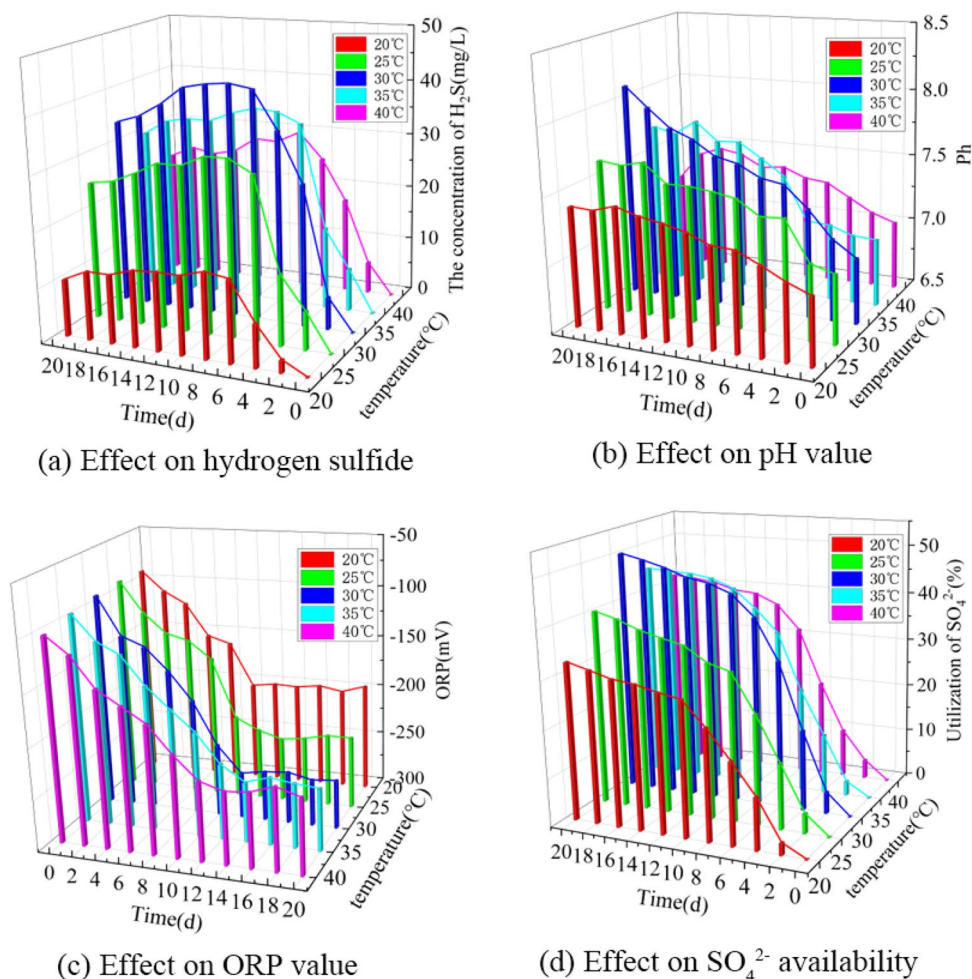 50
40
30
20
10
0
The concentration of H₂S(mg/L)
20℃
25℃
30℃
35℃
40℃
20 18 16 14 12 10 8 6 4 2 0
Time(d)
20 25 30 35 40
temperature(℃)
(a) Effect on hydrogen sulfide
8.5
8.0
7.5
7.0
6.5
Ph
20℃
25℃
30℃
35℃
40℃
20 18 16 14 12 10 8 6 4 2 0
Time(d)
20 25 30 35 40
temperature(℃)
(b) Effect on pH value
-50
-100
-150
-200
-250
-300
ORP(mV)
20℃
25℃
30℃
35℃
40℃
0 2 4 6 8 10 12 14 16 18 20
Time(d)
40 35 30 25 20
temperature(℃)
(c) Effect on ORP value
50
40
30
20
10
0
Utilization of SO₄²⁻(%)
20℃
25℃
30℃
35℃
40℃
20 18 16 14 12 10 8 6 4 2 0
Time(d)
20 25 30 35 40
temperature(℃)
(d) Effect on SO₄²⁻ availability